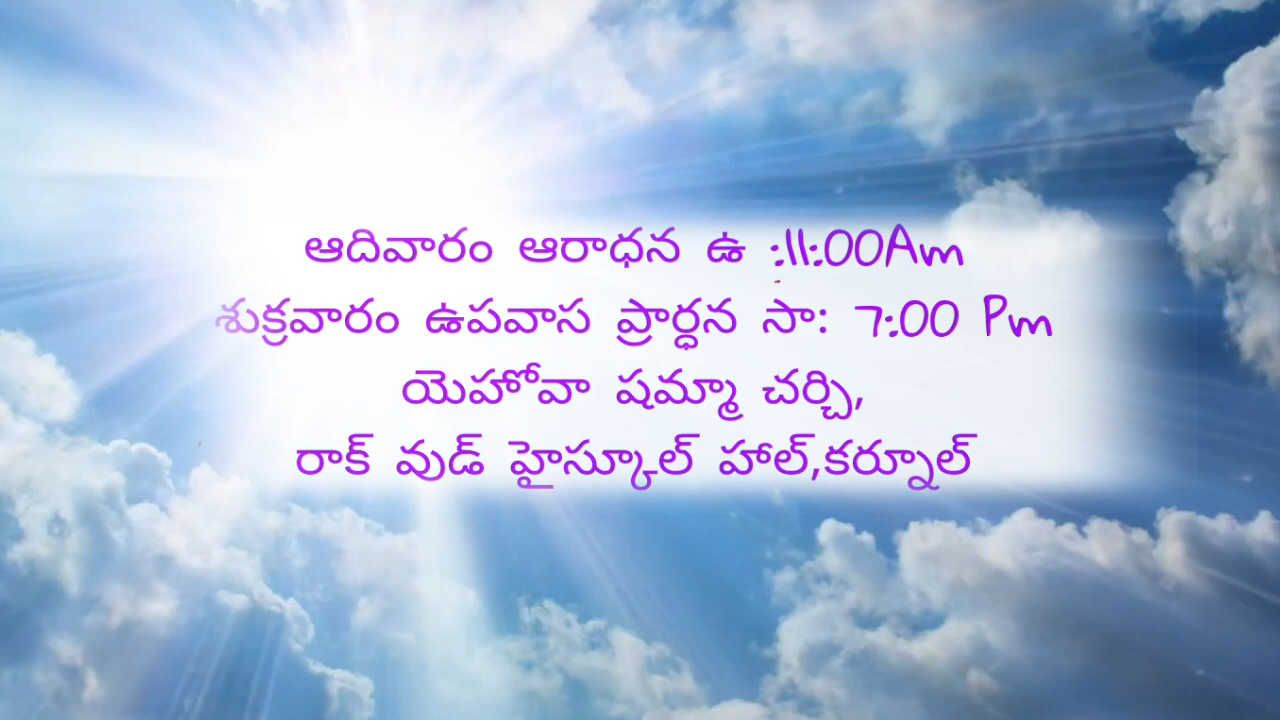 ఆదివారం ఆరాధన ఉ :11:00Am
శుక్రవారం ఉపవాస ప్రార్ధన సా: 7:00 Pm
యెహోవా షమ్మా చర్చి,
రాక్ వుడ్ హైస్కూల్ హాల్,కర్నూల్